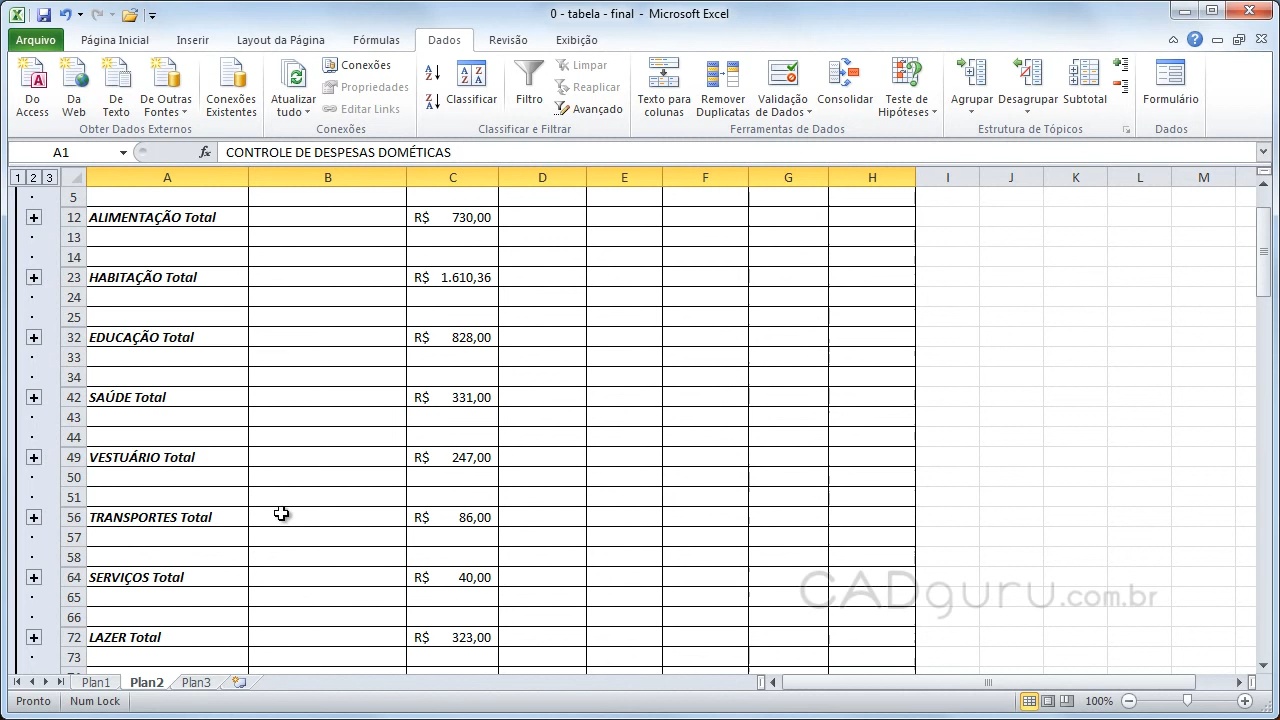 0 - tabela - final - Microsoft Excel
Arquivo Página Inicial Inserir Layout da Página Fórmulas Dados Revisão Exibição
Do Access
Da Web
De Texto
De Outras Fontes
Conexões Existentes
Obter Dados Externos
Atualizar tudo
Conexões
Propriedades
Editar Links
Conexões
Classificar
Filtro
Limpar
Reaplicar
Avançado
Classificar e Filtrar
Texto para colunas
Remover Duplicatas
Validação de Dados
Consolidar
Teste de Hipóteses
Ferramentas de Dados
Agrupar
Desagrupar
Subtotal
Estrutura de Tópicos
Formulário
Dados
A1 fx CONTROLE DE DESPESAS DOMÉTICAS
1 2 3 A B C D E F G H I J K L M
5
12 ALIMENTAÇÃO Total R$ 730,00
13
14
23 HABITAÇÃO Total R$ 1.610,36
24
25
32 EDUCAÇÃO Total R$ 828,00
33
34
42 SAÚDE Total R$ 331,00
43
44
49 VESTUÁRIO Total R$ 247,00
50
51
56 TRANSPORTES Total R$ 86,00
57
58
64 SERVIÇOS Total R$ 40,00
65
66
72 LAZER Total R$ 323,00
73
CADguru.com.br
Plan1 Plan2 Plan3
Pronto Num Lock 100%